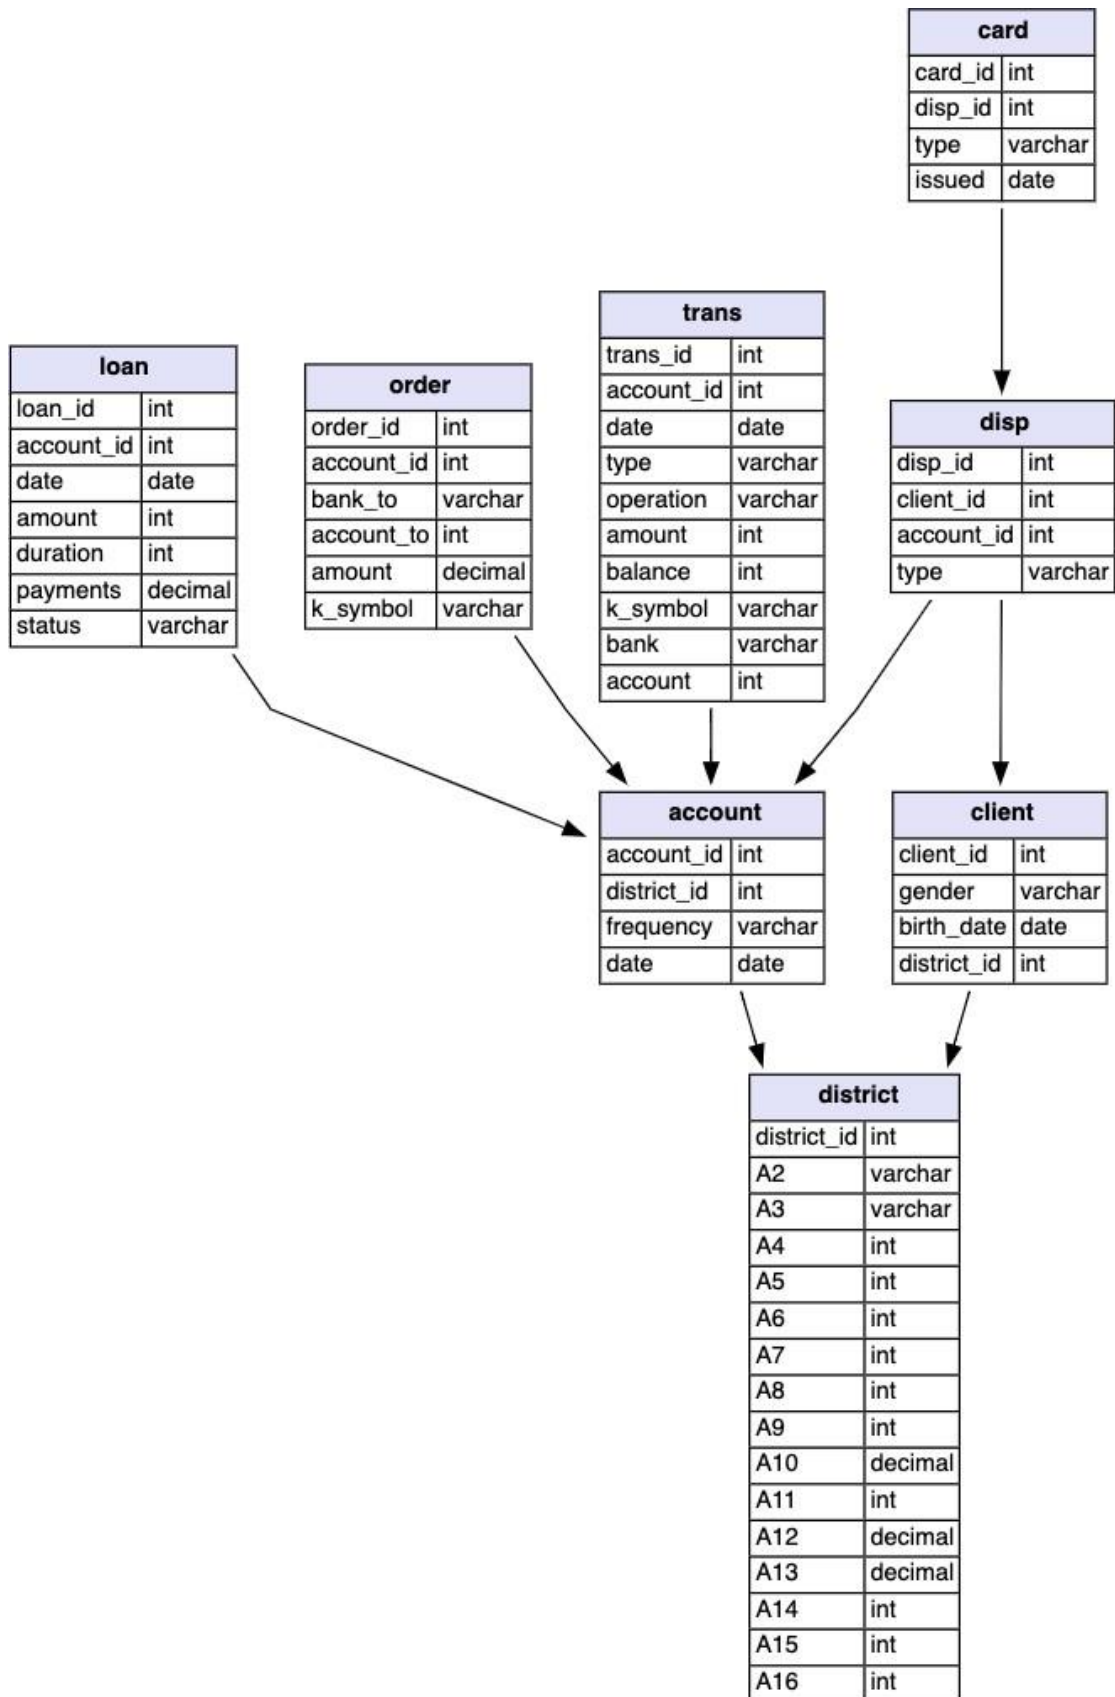 card
card_id int
disp_id int
type varchar
issued date
trans
trans_id int
account_id int
date date
type varchar
operation varchar
amount int
balance int
k_symbol varchar
bank varchar
account int
loan
loan_id int
account_id int
date date
amount int
duration int
payments decimal
status varchar
order
order_id int
account_id int
bank_to varchar
account_to int
amount decimal
k_symbol varchar
disp
disp_id int
client_id int
account_id int
type varchar
account
account_id int
district_id int
frequency varchar
date date
client
client_id int
gender varchar
birth_date date
district_id int
district
district_id int
A2 varchar
A3 varchar
A4 int
A5 int
A6 int
A7 int
A8 int
A9 int
A10 decimal
A11 int
A12 decimal
A13 decimal
A14 int
A15 int
A16 int